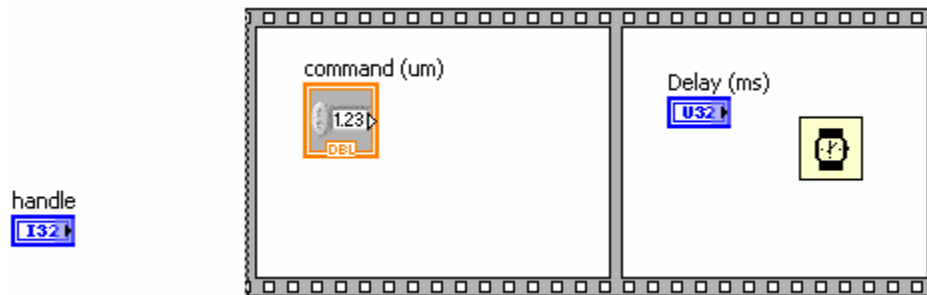 command (um)
1.23
DBL
Delay (ms)
U32
handle
I32